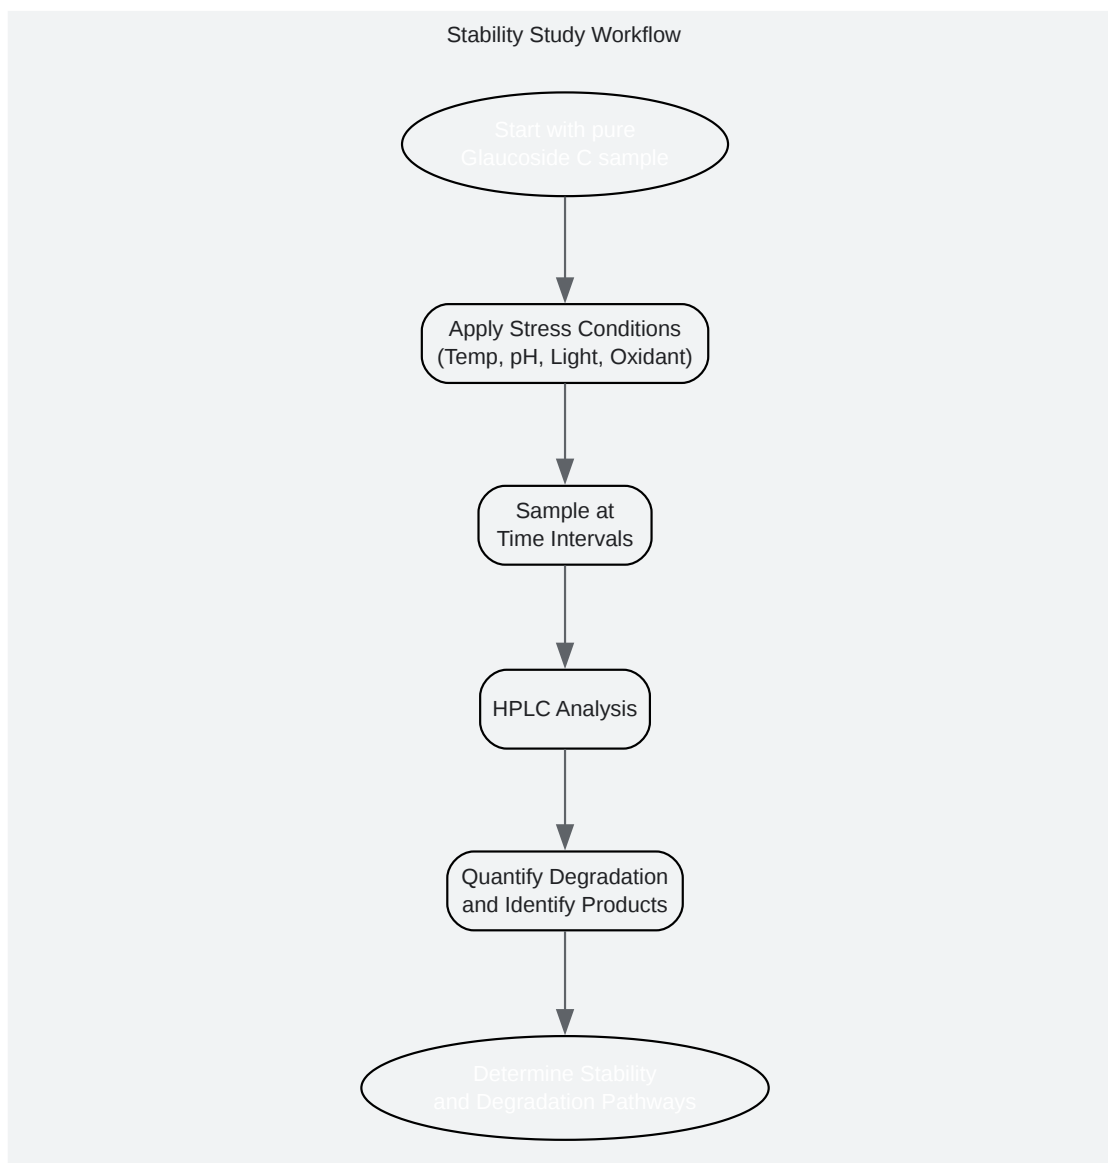 Stability Study Workflow
Start with pure
Glaucoside C sample
Apply Stress Conditions
(Temp, pH, Light, Oxidant)
Sample at
Time Intervals
HPLC Analysis
Quantify Degradation
and Identify Products
Determine Stability
and Degradation Pathways